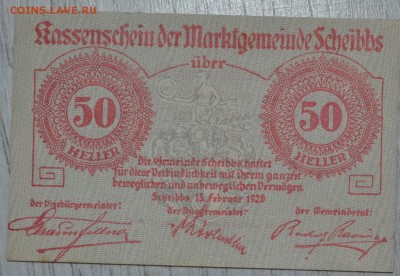 coins.lave.ru
Kassenschein der Marktgemeinde Scheibbs
über
50 HELLER
50 HELLER
Die Gemeinde Scheibbs haftet
für diese Verbindlichkeit mit ihrem ganzen
beweglichen und unbeweglichen Vermögen.
Scheibbs, 15. Februar 1920
der Vizebürgermeister:
der Bürgermeister:
der Gemeinderat: